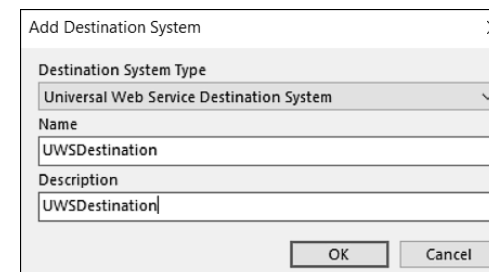 Add Destination System
Destination System Type
Universal Web Service Destination System
Name
UWSDestination
Description
UWSDestination
OK Cancel